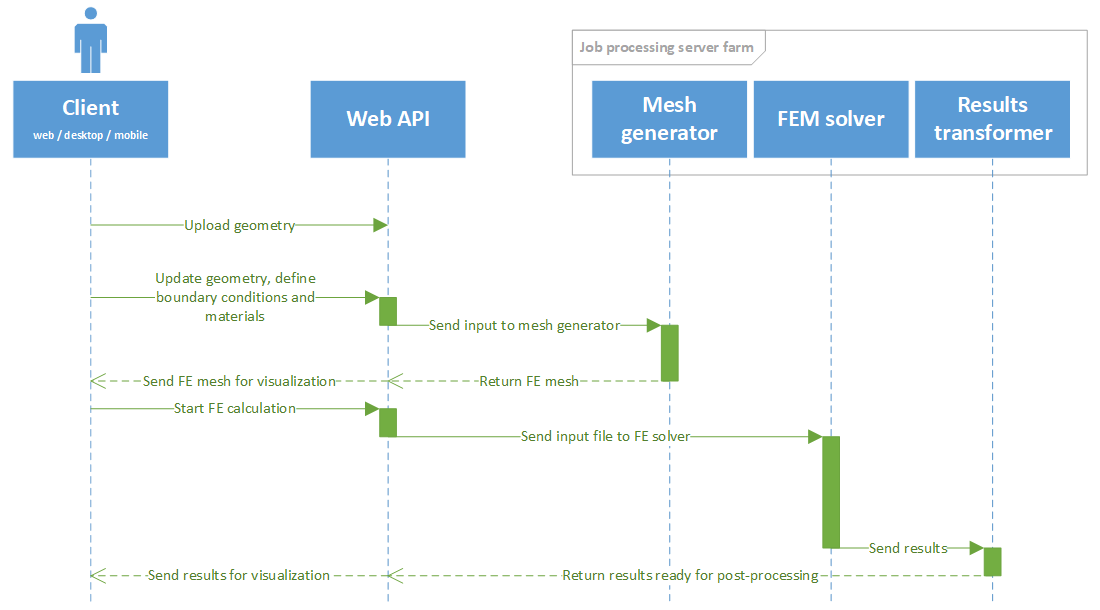 Job processing server farm
Client
web / desktop / mobile
Web API
Mesh
generator
FEM solver
Results
transformer
Upload geometry
Update geometry, define
boundary conditions and
materials
Send input to mesh generator
Send FE mesh for visualization
Return FE mesh
Start FE calculation
Send input file to FE solver
Send results
Send results for visualization
Return results ready for post-processing